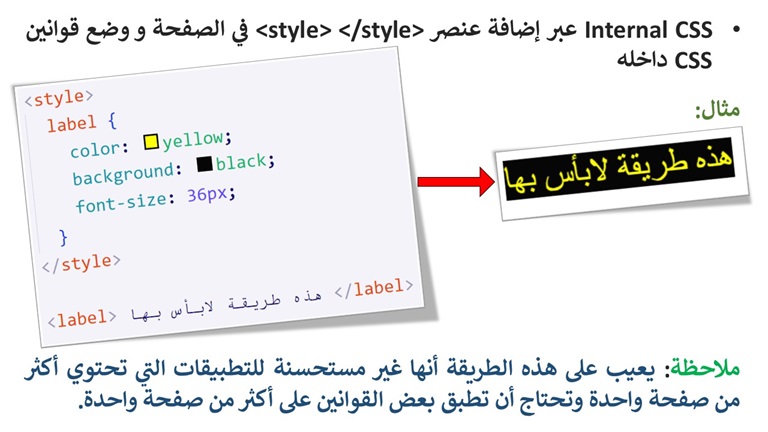 • Internal CSS عبر إضافة عنصر <style> </style> في الصفحة و وضع قوانين
CSS داخله
مثال:
<style>
label {
color: yellow;
background: black;
font-size: 36px;
}
</style>
<label> هذه طريقة لابأس بها </label>
هذه طريقة لابأس بها
ملاحظة: يعيب على هذه الطريقة أنها غير مستحسنة للتطبيقات التي تحتوي أكثر
من صفحة واحدة وتحتاج أن تطبق بعض القوانين على أكثر من صفحة واحدة.